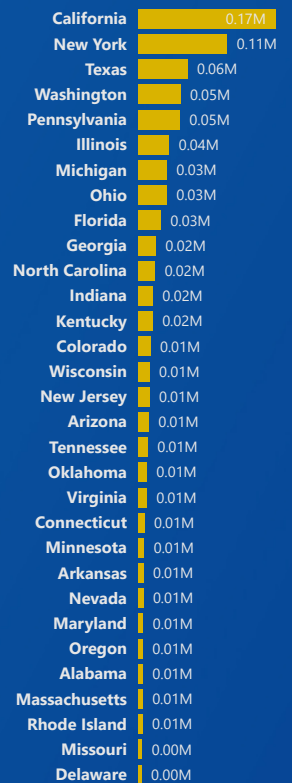 California 0.17M
New York 0.11M
Texas 0.06M
Washington 0.05M
Pennsylvania 0.05M
Illinois 0.04M
Michigan 0.03M
Ohio 0.03M
Florida 0.03M
Georgia 0.02M
North Carolina 0.02M
Indiana 0.02M
Kentucky 0.02M
Colorado 0.01M
Wisconsin 0.01M
New Jersey 0.01M
Arizona 0.01M
Tennessee 0.01M
Oklahoma 0.01M
Virginia 0.01M
Connecticut 0.01M
Minnesota 0.01M
Arkansas 0.01M
Nevada 0.01M
Maryland 0.01M
Oregon 0.01M
Alabama 0.01M
Massachusetts 0.01M
Rhode Island 0.01M
Missouri 0.00M
Delaware 0.00M